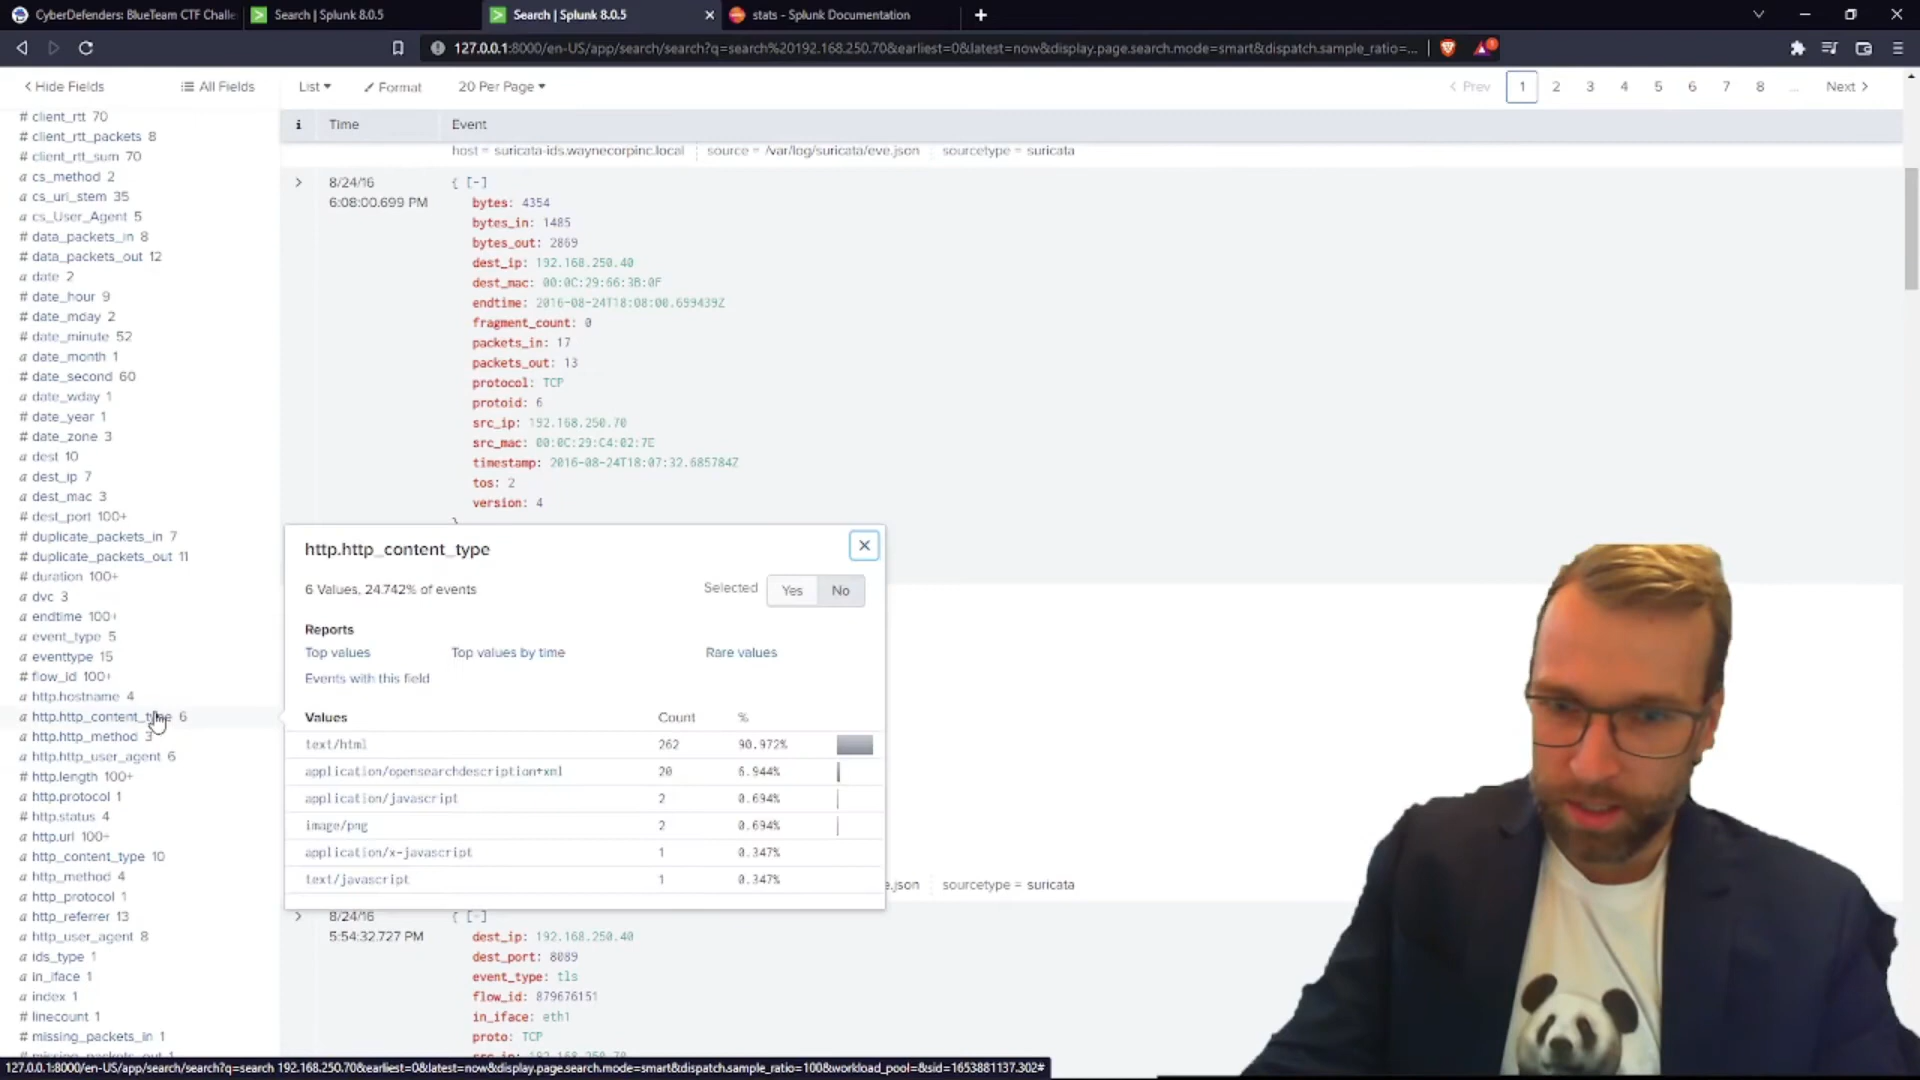 CyberDefenders: BlueTeam CTF Challe
Search | Splunk 8.0.5
Search | Splunk 8.0.5
stats - Splunk Documentation
127.0.0.1:8000/en-US/app/search/search?q=search%20192.168.250.70&earliest=0&latest=now&display.page.search.mode=smart&dispatch.sample_ratio=...
Hide Fields
All Fields
List
Format
20 Per Page
Prev 1 2 3 4 5 6 7 8 ... Next
i Time Event
# client_rtt 70
# client_rtt_packets 8
# client_rtt_sum 70
a cs_method 2
a cs_uri_stem 35
a cs_User_Agent 5
# data_packets_in 8
# data_packets_out 12
a date 2
# date_hour 9
# date_mday 2
# date_minute 52
a date_month 1
# date_second 60
a date_wday 1
# date_year 1
# date_zone 3
a dest 10
a dest_ip 7
a dest_mac 3
# dest_port 100+
# duplicate_packets_in 7
# duplicate_packets_out 11
# duration 100+
a dvc 3
a endtime 100+
a event_type 5
a eventtype 15
# flow_id 100+
a http.hostname 4
a http.http_content_type 6
a http.http_method 3
a http.http_user_agent 6
# http.length 100+
a http.protocol 1
# http.status 4
a http.url 100+
a http_content_type 10
a http_method 4
a http_protocol 1
a http_referrer 13
a http_user_agent 8
a ids_type 1
a in_iface 1
a index 1
# linecount 1
# missing_packets_in 1
# missing_packets_out 1
host = suricata-ids.waynecorpinc.local source = /var/log/suricata/eve.json sourcetype = suricata
8/24/16
6:08:00.699 PM
{ [-]
bytes: 4354
bytes_in: 1485
bytes_out: 2869
dest_ip: 192.168.250.40
dest_mac: 00:0C:29:66:3B:0F
endtime: 2016-08-24T18:08:00.699439Z
fragment_count: 0
packets_in: 17
packets_out: 13
protocol: TCP
protoid: 6
src_ip: 192.168.250.70
src_mac: 00:0C:29:C4:02:7E
timestamp: 2016-08-24T18:07:32.685784Z
tos: 2
version: 4
}
http.http_content_type
6 Values, 24.742% of events
Selected Yes No
Reports
Top values Top values by time Rare values
Events with this field
Values Count %
text/html 262 90.972%
application/opensearchdescription+xml 20 6.944%
application/javascript 2 0.694%
image/png 2 0.694%
application/x-javascript 1 0.347%
text/javascript 1 0.347%
.json sourcetype = suricata
8/24/16
5:54:32.727 PM
{ [-]
dest_ip: 192.168.250.40
dest_port: 8089
event_type: tls
flow_id: 879676151
in_iface: eth1
proto: TCP
src_ip: 192.168.250.70
127.0.0.1:8000/en-US/app/search/search?q=search 192.168.250.70&earliest=0&latest=now&display.page.search.mode=smart&dispatch.sample_ratio=100&workload_pool=&sid=1653881137.302#